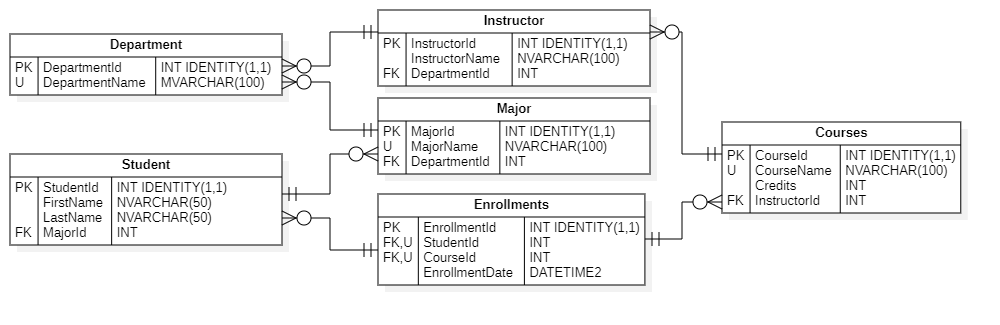 Department
PK DepartmentId INT IDENTITY(1,1)
U DepartmentName MVARCHAR(100)
Instructor
PK InstructorId INT IDENTITY(1,1)
InstructorName NVARCHAR(100)
FK DepartmentId INT
Major
PK MajorId INT IDENTITY(1,1)
U MajorName NVARCHAR(100)
FK DepartmentId INT
Student
PK StudentId INT IDENTITY(1,1)
FirstName NVARCHAR(50)
LastName NVARCHAR(50)
FK MajorId INT
Enrollments
PK EnrollmentId INT IDENTITY(1,1)
FK,U StudentId INT
FK,U CourseId INT
EnrollmentDate DATETIME2
Courses
PK CourseId INT IDENTITY(1,1)
U CourseName NVARCHAR(100)
Credits INT
FK InstructorId INT